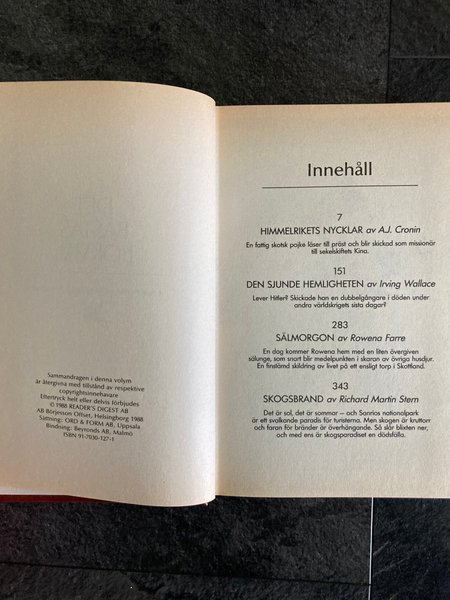 Sammandragen i denna volym
är återgivna med tillstånd av respektive
copyrightsinnehavare
Eftertryck helt eller delvis förbjudes
© 1988 READER'S DIGEST AB
AB Börjesson Offset, Helsingborg 1988
Sättning: ORD & FORM AB, Uppsala
Bindning: Beyronds AB, Malmö
ISBN 91-7030-127-1
Innehåll
7
HIMMELRIKETS NYCKLAR av A.J. Cronin
En fattig skotsk pojke läser till präst och blir skickad som missionär
till sekelskiftets Kina.
151
DEN SJUNDE HEMLIGHETEN av Irving Wallace
Lever Hitler? Skickade han en dubbelgångare i döden under
andra världskrigets sista dagar?
283
SÄLMORGON av Rowena Farre
En dag kommer Rowena hem med en liten övergiven
sälunge, som snart blir medelpunkten i skaran av övriga husdjur.
En finstämd skildring av livet på ett ensligt torp i Skottland.
343
SKOGSBRAND av Richard Martin Stern
Det är sol, det är sommar – och Sanrios nationalpark
är ett svalkande paradis för turisterna. Men skogen är kruttorr
och faran för bränder är överhängande. Så slår blixten ner,
och med ens är skogsparadiset en dödsfälla.